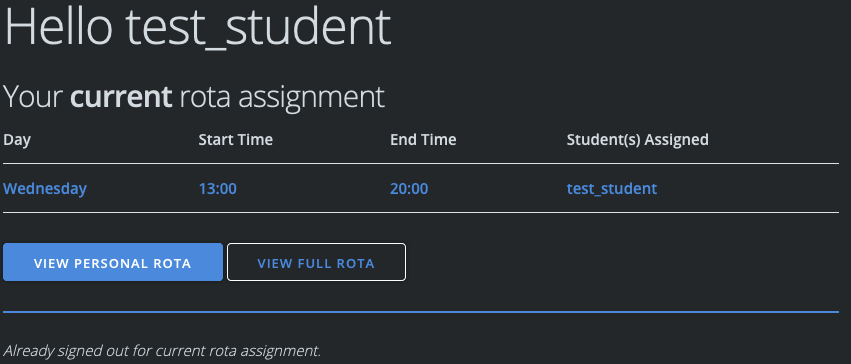 Hello test_student
Your current rota assignment
Day Start Time End Time Student(s) Assigned
Wednesday 13:00 20:00 test_student
VIEW PERSONAL ROTA VIEW FULL ROTA
Already signed out for current rota assignment.